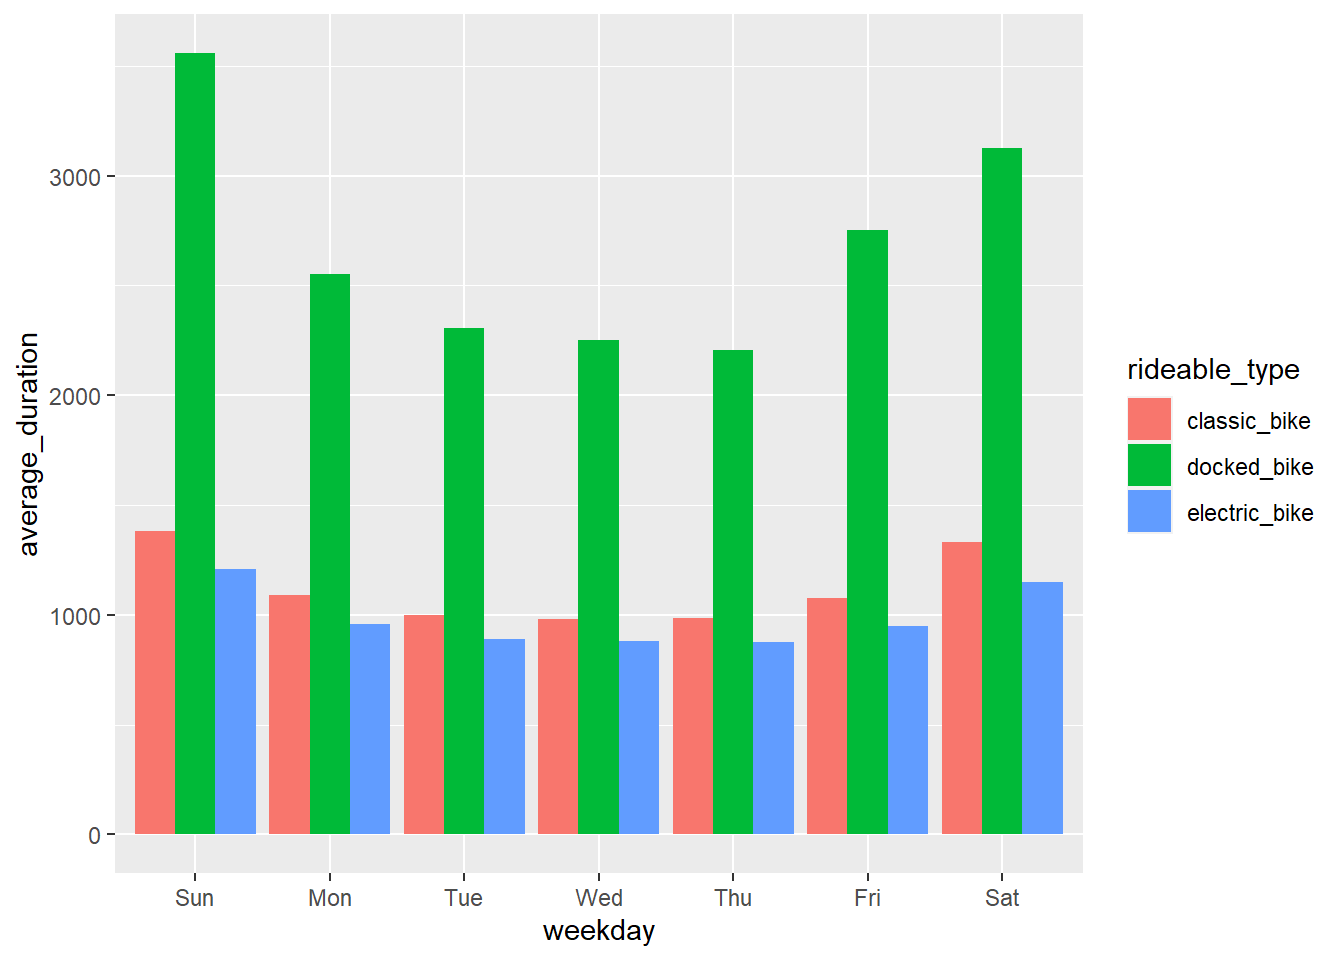 average_duration
3000
2000
1000
0
Sun Mon Tue Wed Thu Fri Sat
weekday
rideable_type
classic_bike
docked_bike
electric_bike